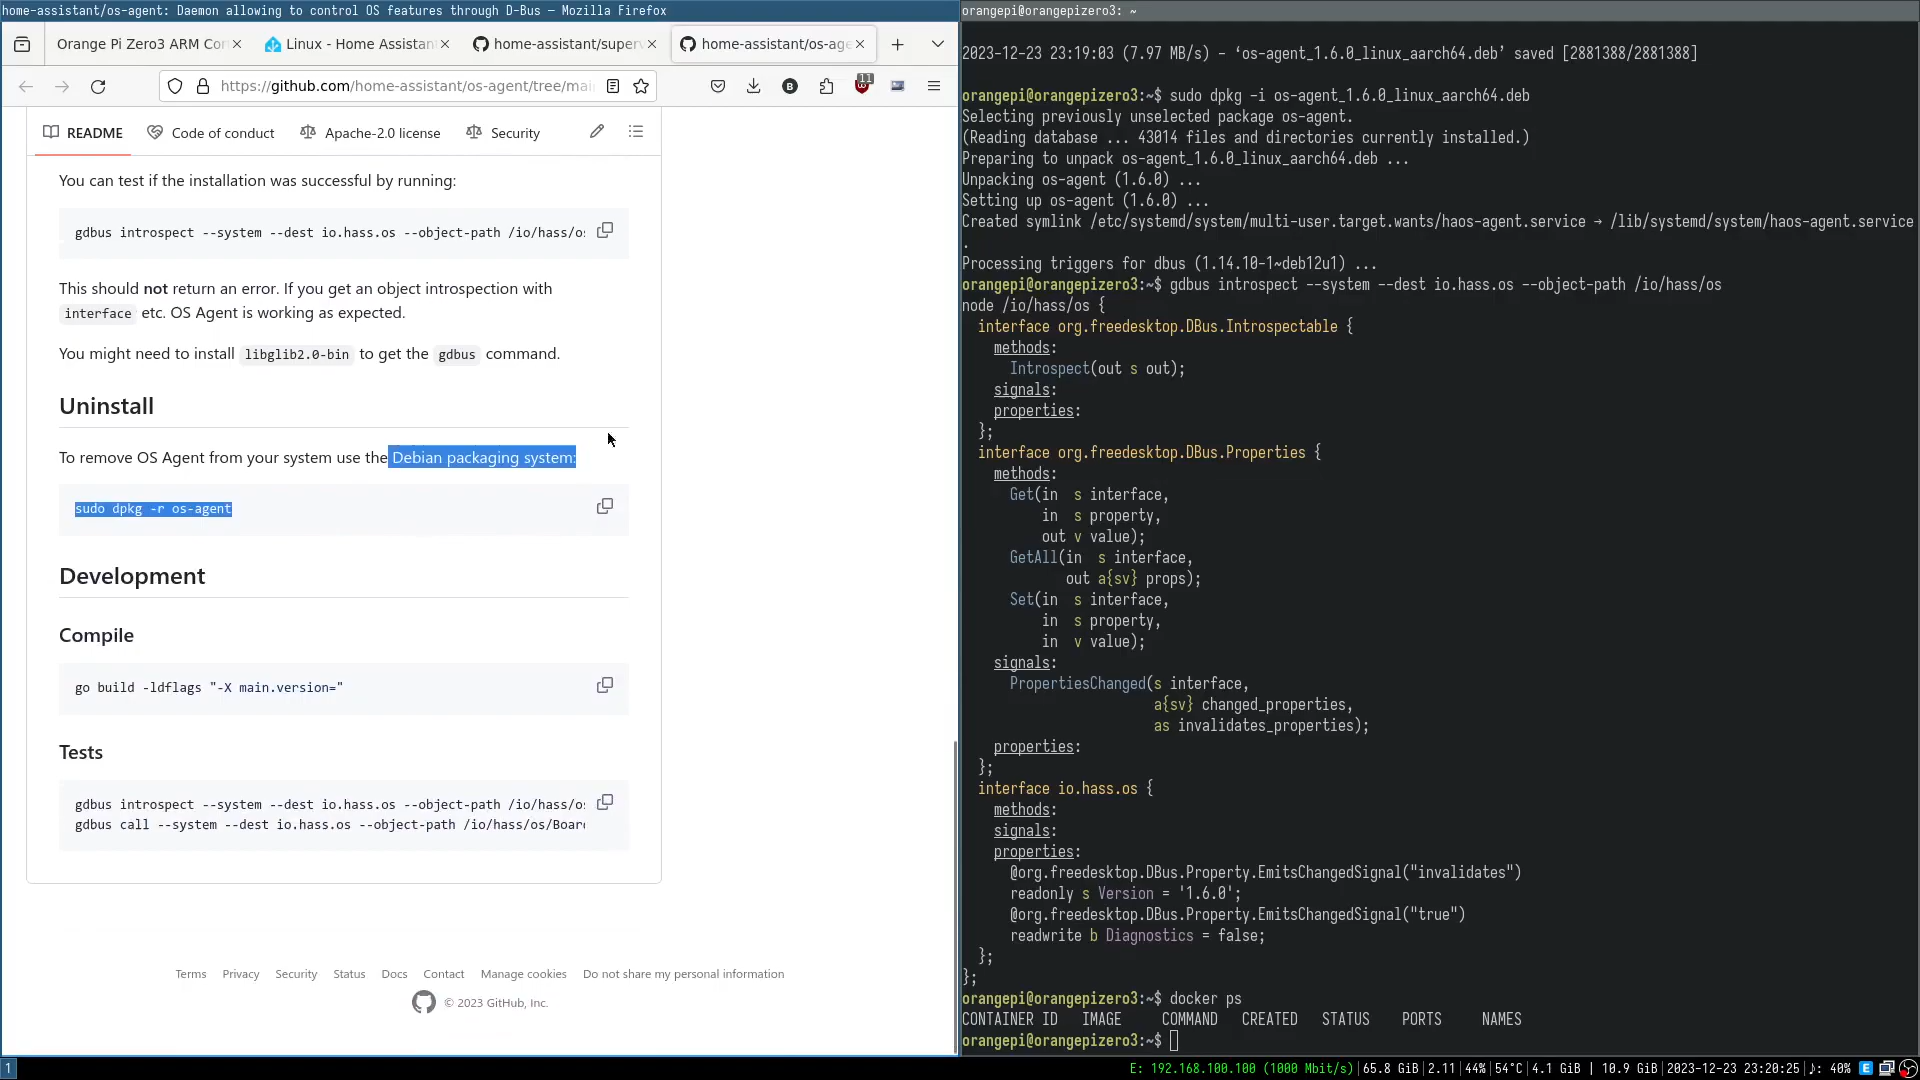 home-assistant/os-agent: Daemon allowing to control OS features through D-Bus — Mozilla Firefox
Orange Pi Zero3 ARM Cor
Linux - Home Assistan
home-assistant/super
home-assistant/os-age
https://github.com/home-assistant/os-agent/tree/mai
11
README
Code of conduct
Apache-2.0 license
Security
You can test if the installation was successful by running:
gdbus introspect --system --dest io.hass.os --object-path /io/hass/os
This should not return an error. If you get an object introspection with
interface etc. OS Agent is working as expected.
You might need to install libglib2.0-bin to get the gdbus command.
Uninstall
To remove OS Agent from your system use the Debian packaging system:
sudo dpkg -r os-agent
Development
Compile
go build -ldflags "-X main.version="
Tests
gdbus introspect --system --dest io.hass.os --object-path /io/hass/os
gdbus call --system --dest io.hass.os --object-path /io/hass/os/Board
Terms Privacy Security Status Docs Contact Manage cookies Do not share my personal information
© 2023 GitHub, Inc.
orangepi@orangepizero3: ~
2023-12-23 23:19:03 (7.97 MB/s) - ‘os-agent_1.6.0_linux_aarch64.deb’ saved [2881388/2881388]
orangepi@orangepizero3:~$ sudo dpkg -i os-agent_1.6.0_linux_aarch64.deb
Selecting previously unselected package os-agent.
(Reading database ... 43014 files and directories currently installed.)
Preparing to unpack os-agent_1.6.0_linux_aarch64.deb ...
Unpacking os-agent (1.6.0) ...
Setting up os-agent (1.6.0) ...
Created symlink /etc/systemd/system/multi-user.target.wants/haos-agent.service → /lib/systemd/system/haos-agent.service
.
Processing triggers for dbus (1.14.10-1~deb12u1) ...
orangepi@orangepizero3:~$ gdbus introspect --system --dest io.hass.os --object-path /io/hass/os
node /io/hass/os {
interface org.freedesktop.DBus.Introspectable {
methods:
Introspect(out s out);
signals:
properties:
};
interface org.freedesktop.DBus.Properties {
methods:
Get(in s interface,
in s property,
out v value);
GetAll(in s interface,
out a{sv} props);
Set(in s interface,
in s property,
in v value);
signals:
PropertiesChanged(s interface,
a{sv} changed_properties,
as invalidates_properties);
properties:
};
interface io.hass.os {
methods:
signals:
properties:
@org.freedesktop.DBus.Property.EmitsChangedSignal("invalidates")
readonly s Version = '1.6.0';
@org.freedesktop.DBus.Property.EmitsChangedSignal("true")
readwrite b Diagnostics = false;
};
};
orangepi@orangepizero3:~$ docker ps
CONTAINER ID IMAGE COMMAND CREATED STATUS PORTS NAMES
orangepi@orangepizero3:~$
1
E: 192.168.100.100 (1000 Mbit/s)|65.8 GiB|2.11|44%|54°C|4.1 GiB | 10.9 GiB|2023-12-23 23:20:25|♪: 40%